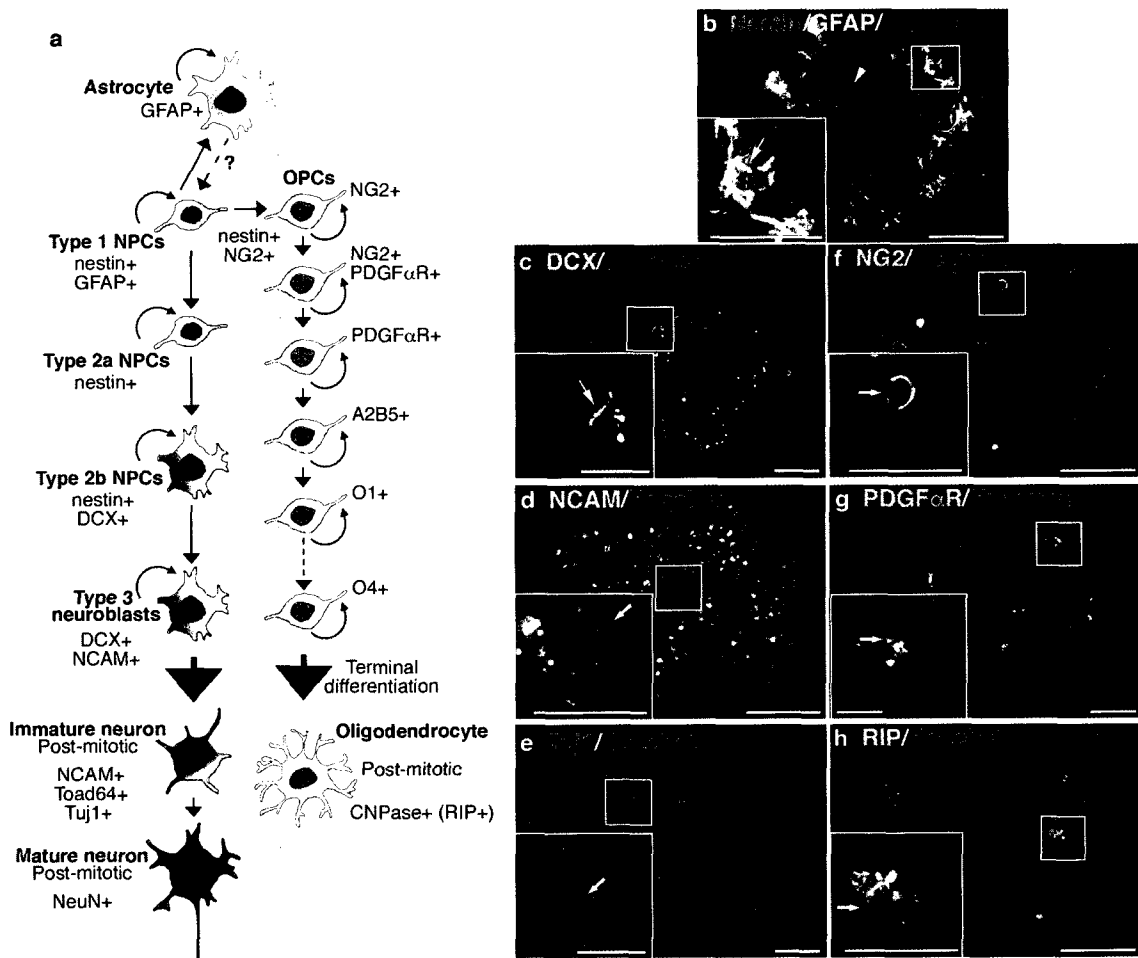 a
Astrocyte
GFAP+
?
OPCs
NG2+
Type 1 NPCs
nestin+
GFAP+
nestin+
NG2+
NG2+
PDGFαR+
Type 2a NPCs
nestin+
PDGFαR+
A2B5+
Type 2b NPCs
nestin+
DCX+
O1+
Type 3
neuroblasts
DCX+
NCAM+
O4+
Terminal
differentiation
Immature neuron
Post-mitotic
NCAM+
Toad64+
Tuj1+
Oligodendrocyte
Post-mitotic
CNPase+ (RIP+)
Mature neuron
Post-mitotic
NeuN+
b /GFAP/
c DCX/
d NCAM/
e /
f NG2/
g PDGFαR/
h RIP/